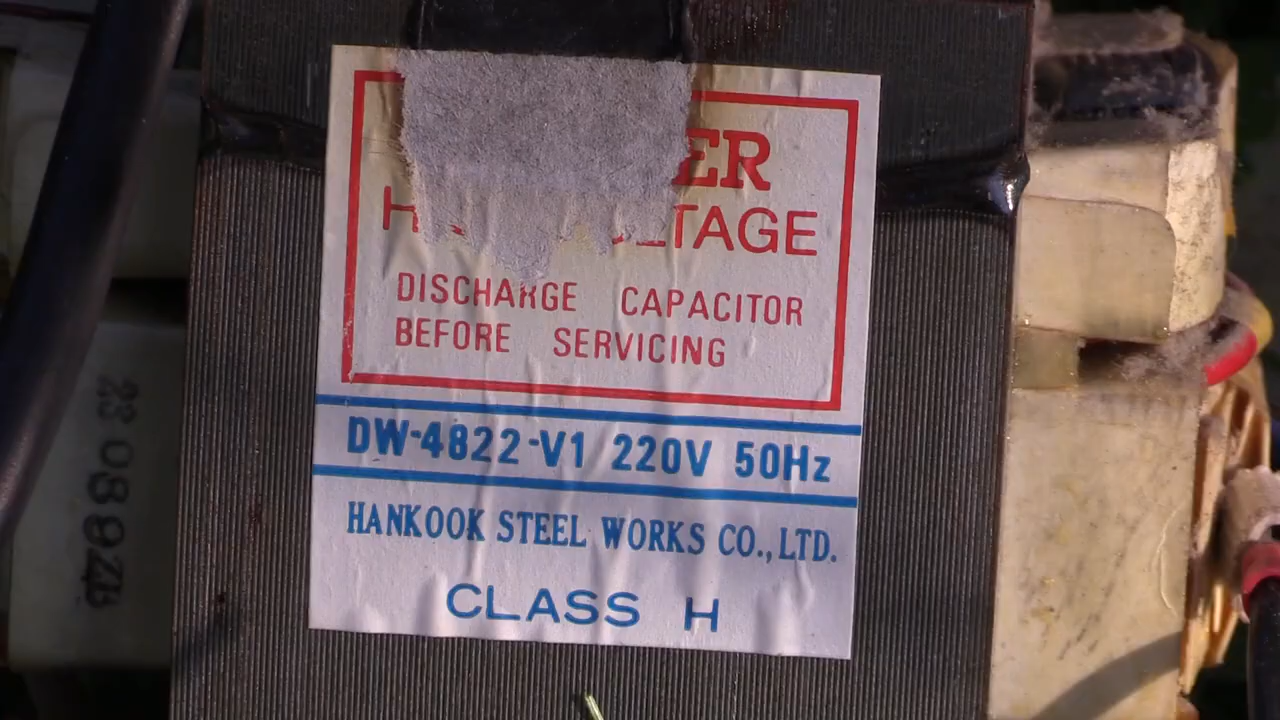 ER
H TAGE
DISCHARGE CAPACITOR
BEFORE SERVICING
DW-4822-V1 220V 50Hz
HANKOOK STEEL WORKS CO., LTD.
CLASS H